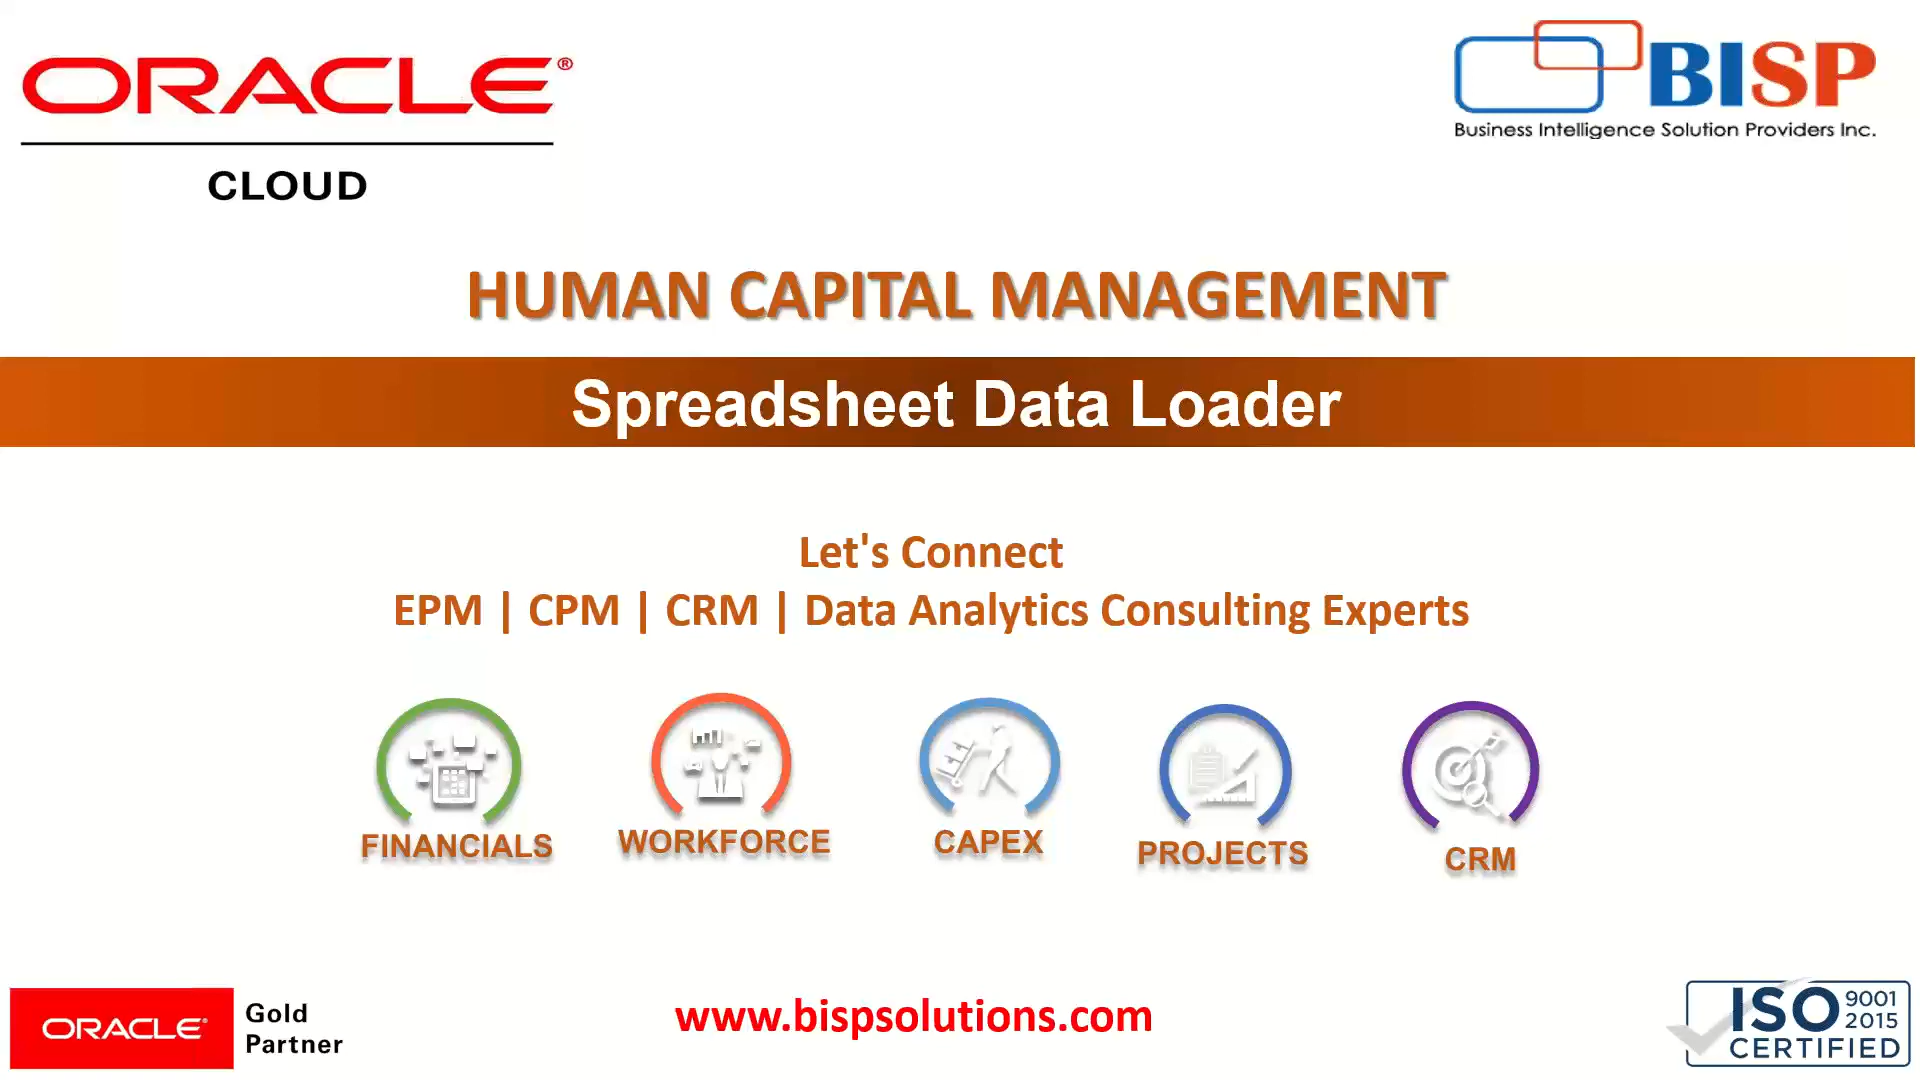 ORACLE®
CLOUD
BISP
Business Intelligence Solution Providers Inc.
HUMAN CAPITAL MANAGEMENT
Spreadsheet Data Loader
Let's Connect
EPM | CPM | CRM | Data Analytics Consulting Experts
FINANCIALS
WORKFORCE
CAPEX
PROJECTS
CRM
ORACLE®
Gold
Partner
www.bispsolutions.com
ISO 9001
2015
CERTIFIED